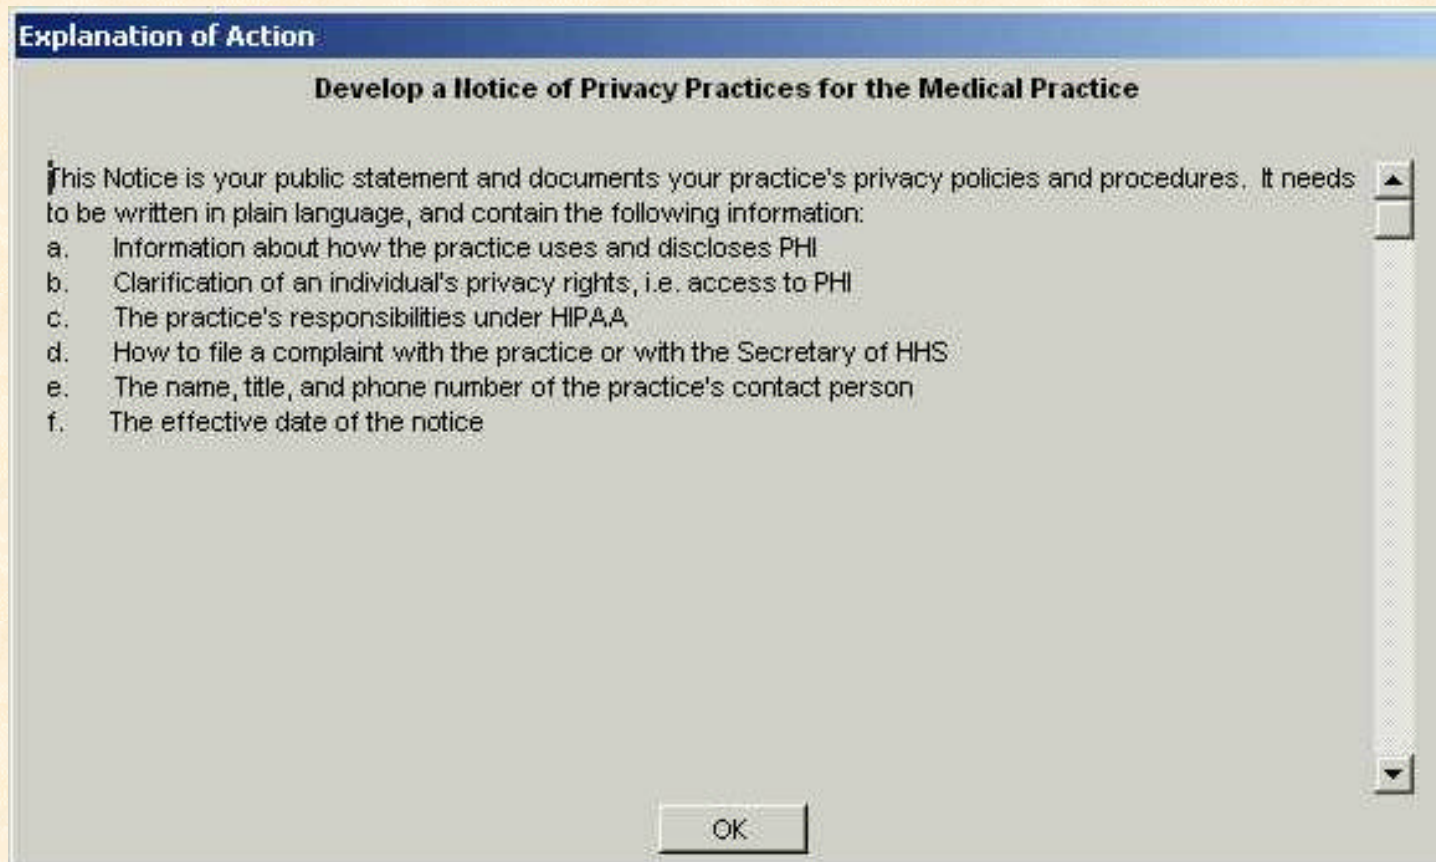 Explanation of Action
Develop a Notice of Privacy Practices for the Medical Practice
This Notice is your public statement and documents your practice's privacy policies and procedures.  It needs
to be written in plain language, and contain the following information:
a. Information about how the practice uses and discloses PHI
b. Clarification of an individual's privacy rights, i.e. access to PHI
c. The practice's responsibilities under HIPAA
d. How to file a complaint with the practice or with the Secretary of HHS
e. The name, title, and phone number of the practice's contact person
f. The effective date of the notice
OK